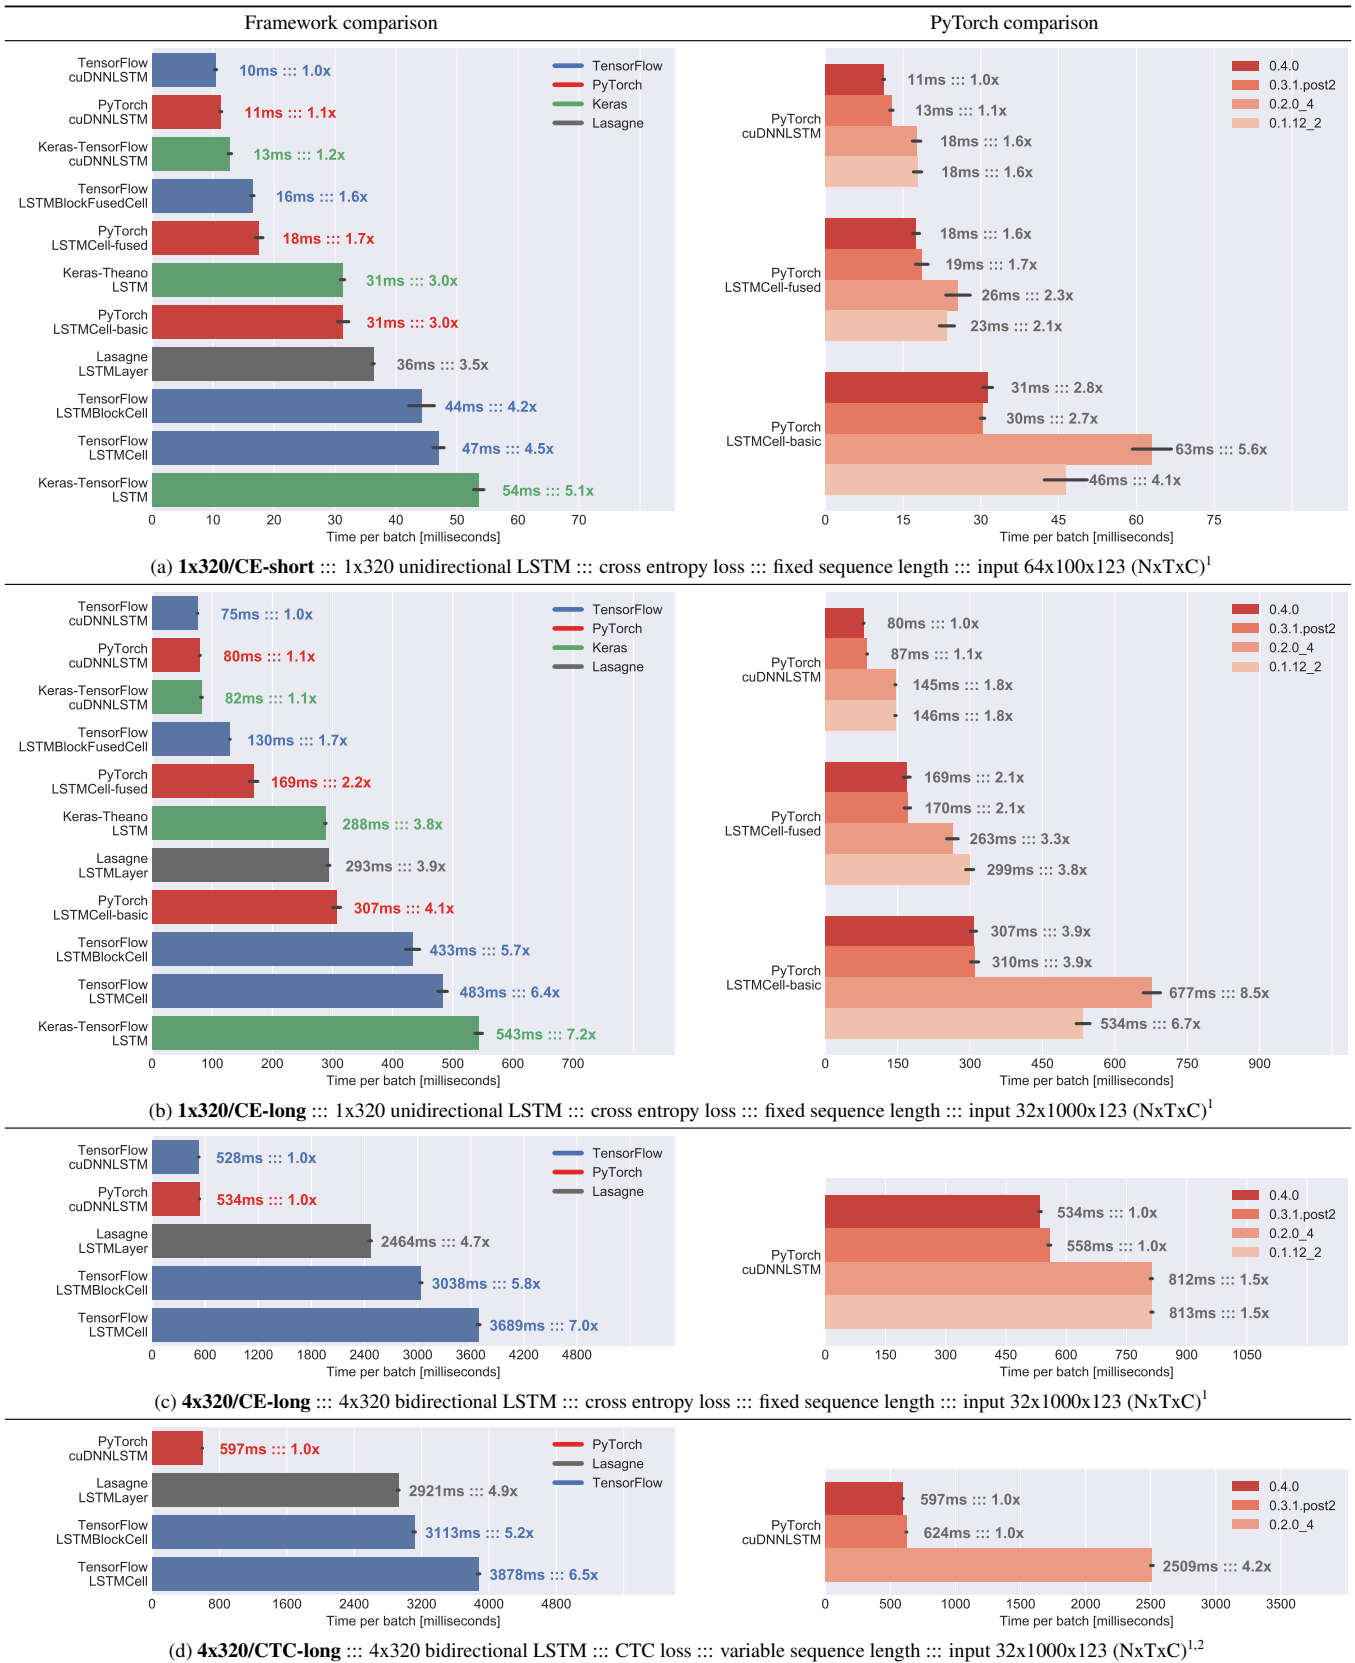 Framework comparison
PyTorch comparison
TensorFlow
cuDNNLSTM
10ms ::: 1.0x
PyTorch
cuDNNLSTM
11ms ::: 1.1x
Keras-TensorFlow
cuDNNLSTM
13ms ::: 1.2x
TensorFlow
LSTMBlockFusedCell
16ms ::: 1.6x
PyTorch
LSTMCell-fused
18ms ::: 1.7x
Keras-Theano
LSTM
31ms ::: 3.0x
PyTorch
LSTMCell-basic
31ms ::: 3.0x
Lasagne
LSTMLayer
36ms ::: 3.5x
TensorFlow
LSTMBlockCell
44ms ::: 4.2x
TensorFlow
LSTMCell
47ms ::: 4.5x
Keras-TensorFlow
LSTM
54ms ::: 5.1x
TensorFlow
PyTorch
Keras
Lasagne
0 10 20 30 40 50 60 70
Time per batch [milliseconds]
PyTorch
cuDNNLSTM
11ms ::: 1.0x
13ms ::: 1.1x
18ms ::: 1.6x
18ms ::: 1.6x
PyTorch
LSTMCell-fused
18ms ::: 1.6x
19ms ::: 1.7x
26ms ::: 2.3x
23ms ::: 2.1x
PyTorch
LSTMCell-basic
31ms ::: 2.8x
30ms ::: 2.7x
63ms ::: 5.6x
46ms ::: 4.1x
0.4.0
0.3.1.post2
0.2.0_4
0.1.12_2
0 15 30 45 60 75
Time per batch [milliseconds]
(a) 1x320/CE-short ::: 1x320 unidirectional LSTM ::: cross entropy loss ::: fixed sequence length ::: input 64x100x123 (NxTxC)1
TensorFlow
cuDNNLSTM
75ms ::: 1.0x
PyTorch
cuDNNLSTM
80ms ::: 1.1x
Keras-TensorFlow
cuDNNLSTM
82ms ::: 1.1x
TensorFlow
LSTMBlockFusedCell
130ms ::: 1.7x
PyTorch
LSTMCell-fused
169ms ::: 2.2x
Keras-Theano
LSTM
288ms ::: 3.8x
Lasagne
LSTMLayer
293ms ::: 3.9x
PyTorch
LSTMCell-basic
307ms ::: 4.1x
TensorFlow
LSTMBlockCell
433ms ::: 5.7x
TensorFlow
LSTMCell
483ms ::: 6.4x
Keras-TensorFlow
LSTM
543ms ::: 7.2x
TensorFlow
PyTorch
Keras
Lasagne
0 100 200 300 400 500 600 700
Time per batch [milliseconds]
PyTorch
cuDNNLSTM
80ms ::: 1.0x
87ms ::: 1.1x
145ms ::: 1.8x
146ms ::: 1.8x
PyTorch
LSTMCell-fused
169ms ::: 2.1x
170ms ::: 2.1x
263ms ::: 3.3x
299ms ::: 3.8x
PyTorch
LSTMCell-basic
307ms ::: 3.9x
310ms ::: 3.9x
677ms ::: 8.5x
534ms ::: 6.7x
0.4.0
0.3.1.post2
0.2.0_4
0.1.12_2
0 150 300 450 600 750 900
Time per batch [milliseconds]
(b) 1x320/CE-long ::: 1x320 unidirectional LSTM ::: cross entropy loss ::: fixed sequence length ::: input 32x1000x123 (NxTxC)1
TensorFlow
cuDNNLSTM
528ms ::: 1.0x
PyTorch
cuDNNLSTM
534ms ::: 1.0x
Lasagne
LSTMLayer
2464ms ::: 4.7x
TensorFlow
LSTMBlockCell
3038ms ::: 5.8x
TensorFlow
LSTMCell
3689ms ::: 7.0x
TensorFlow
PyTorch
Lasagne
0 600 1200 1800 2400 3000 3600 4200 4800
Time per batch [milliseconds]
PyTorch
cuDNNLSTM
534ms ::: 1.0x
558ms ::: 1.0x
812ms ::: 1.5x
813ms ::: 1.5x
0.4.0
0.3.1.post2
0.2.0_4
0.1.12_2
0 150 300 450 600 750 900 1050
Time per batch [milliseconds]
(c) 4x320/CE-long ::: 4x320 bidirectional LSTM ::: cross entropy loss ::: fixed sequence length ::: input 32x1000x123 (NxTxC)1
PyTorch
cuDNNLSTM
597ms ::: 1.0x
Lasagne
LSTMLayer
2921ms ::: 4.9x
TensorFlow
LSTMBlockCell
3113ms ::: 5.2x
TensorFlow
LSTMCell
3878ms ::: 6.5x
PyTorch
Lasagne
TensorFlow
0 800 1600 2400 3200 4000 4800
Time per batch [milliseconds]
PyTorch
cuDNNLSTM
597ms ::: 1.0x
624ms ::: 1.0x
2509ms ::: 4.2x
0.4.0
0.3.1.post2
0.2.0_4
0 500 1000 1500 2000 2500 3000 3500
Time per batch [milliseconds]
(d) 4x320/CTC-long ::: 4x320 bidirectional LSTM ::: CTC loss ::: variable sequence length ::: input 32x1000x123 (NxTxC)1,2